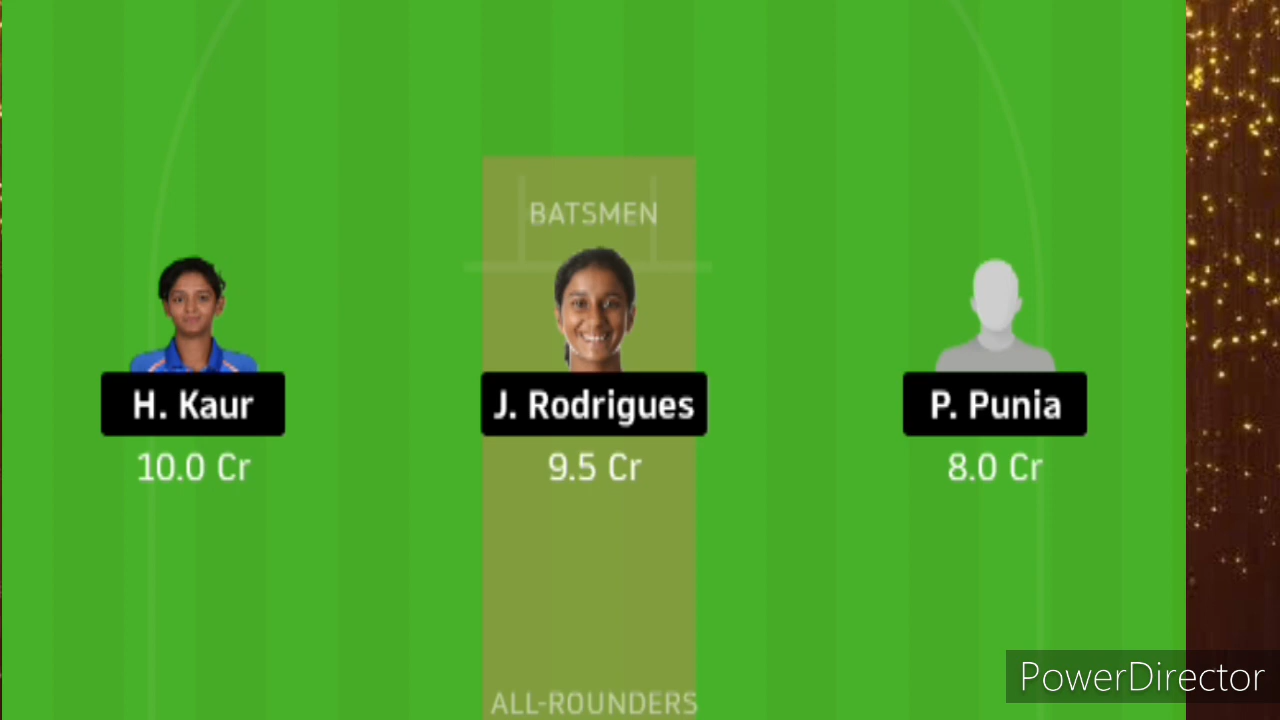 BATSMEN
H. Kaur
J. Rodrigues
P. Punia
10.0 Cr
9.5 Cr
8.0 Cr
ALL-ROUNDERS
PowerDirector